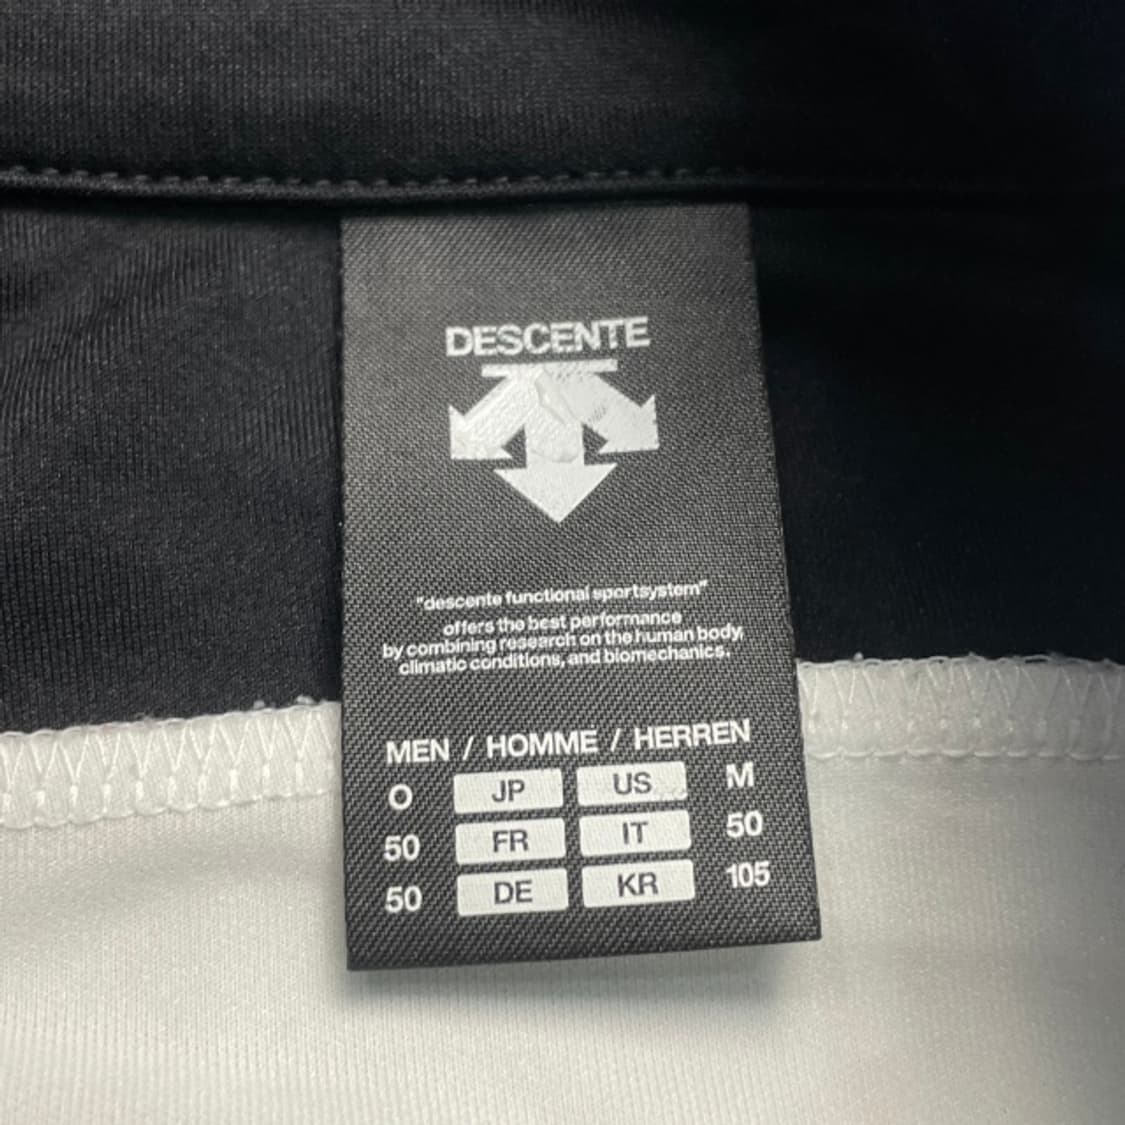 DESCENTE
"descente functional sportsystem"
offers the best performance
by combining research on the human body,
climatic conditions, and biomechanics.
MEN / HOMME / HERREN
O JP US M
50 FR IT 50
50 DE KR 105